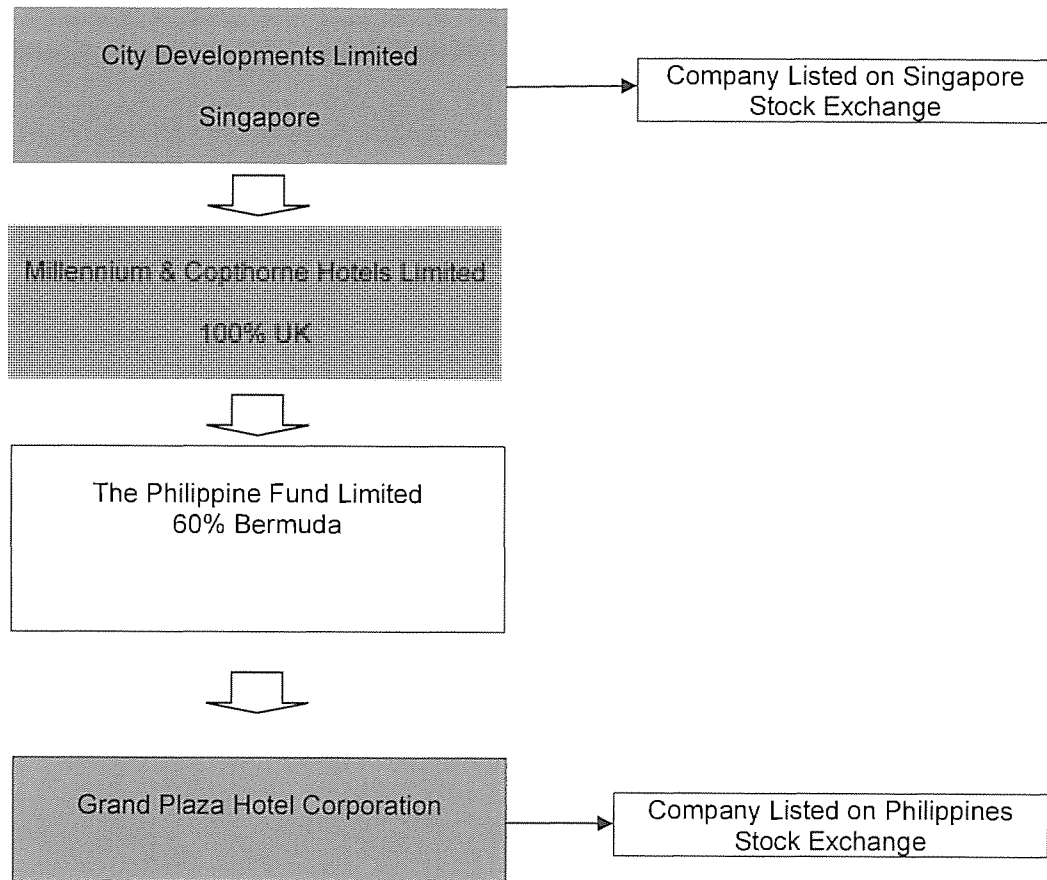 City Developments Limited
Singapore
Company Listed on Singapore
Stock Exchange
Millennium & Copthorne Hotels Limited
100% UK
The Philippine Fund Limited
60% Bermuda
Grand Plaza Hotel Corporation
Company Listed on Philippines
Stock Exchange